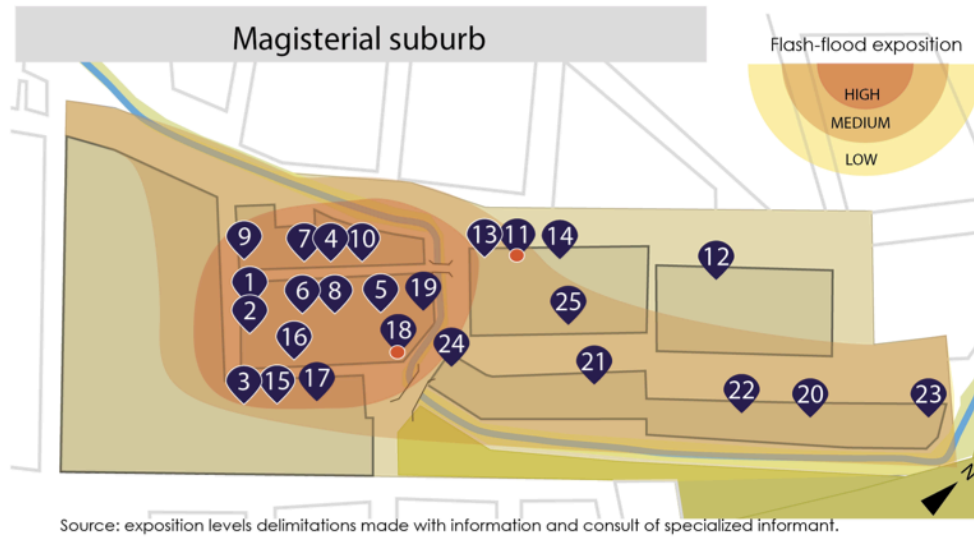 Magisterial suburb
Flash-flood exposition
HIGH
MEDIUM
LOW
9 7 4 10 13 11 14 12
1 6 8 5 19 25
2
16 18 24 21
3 15 17 22 20 23
N
Source: exposition levels delimitations made with information and consult of specialized informant.